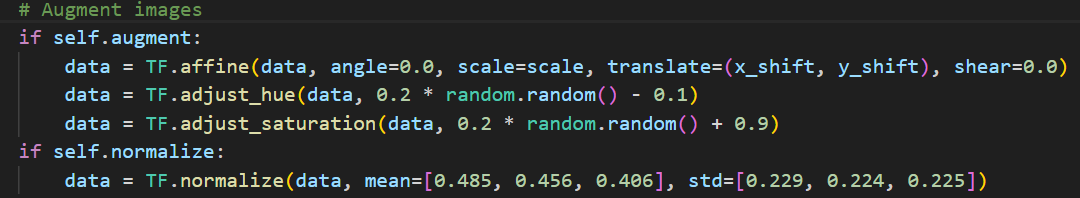 # Augment images
if self.augment:
    data = TF.affine(data, angle=0.0, scale=scale, translate=(x_shift, y_shift), shear=0.0)
    data = TF.adjust_hue(data, 0.2 * random.random() - 0.1)
    data = TF.adjust_saturation(data, 0.2 * random.random() + 0.9)
if self.normalize:
    data = TF.normalize(data, mean=[0.485, 0.456, 0.406], std=[0.229, 0.224, 0.225])